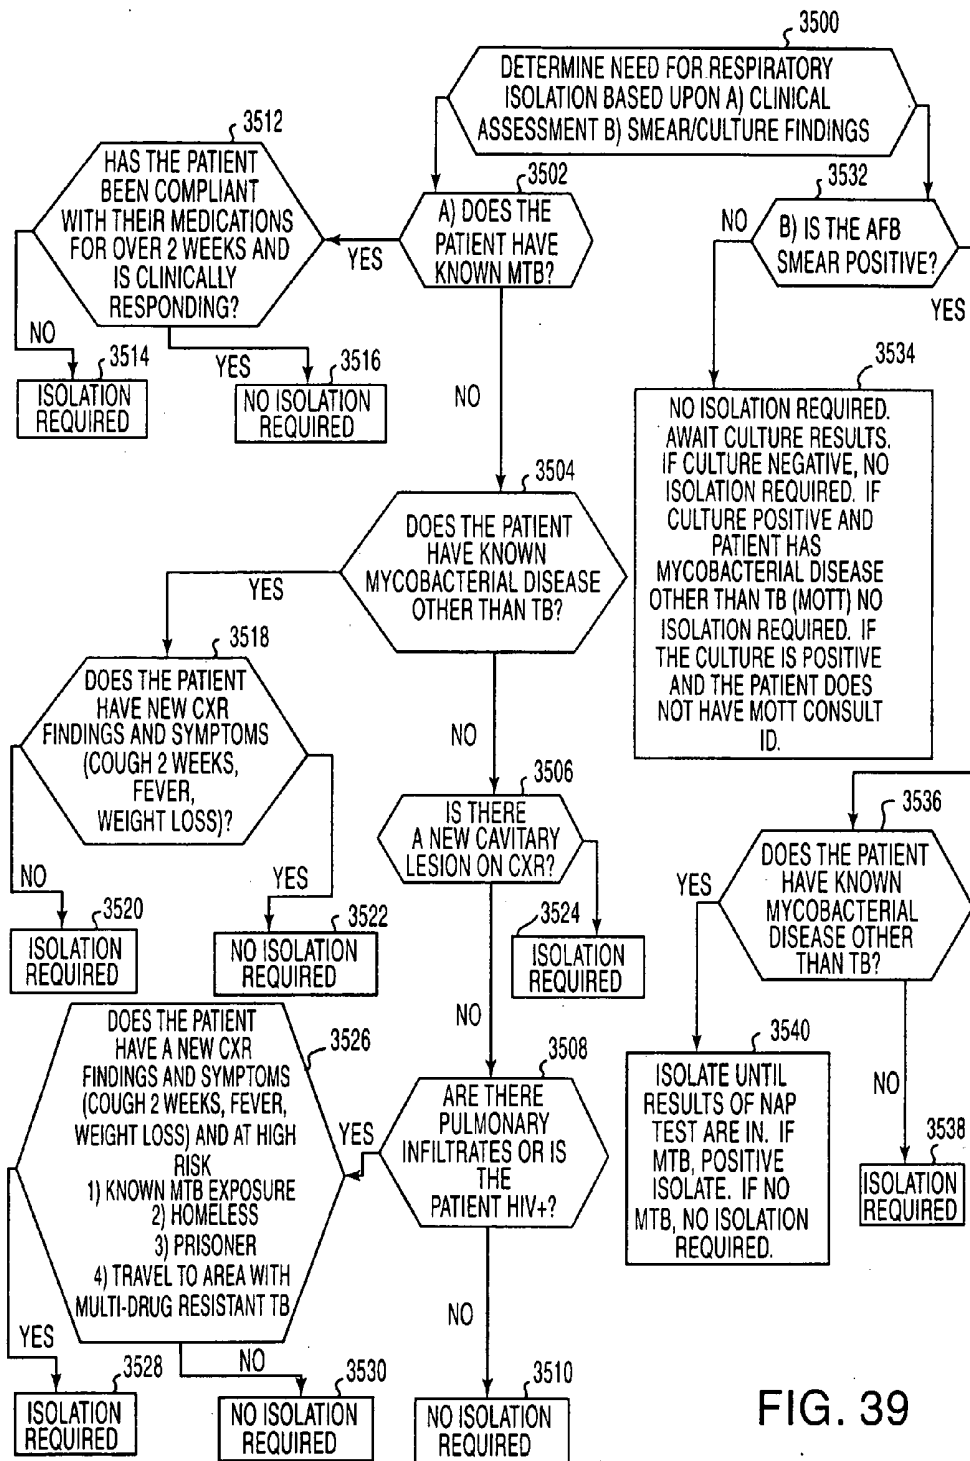 3500
DETERMINE NEED FOR RESPIRATORY
ISOLATION BASED UPON A) CLINICAL
ASSESSMENT B) SMEAR/CULTURE FINDINGS
3512
HAS THE PATIENT
BEEN COMPLIANT
WITH THEIR MEDICATIONS
FOR OVER 2 WEEKS AND
IS CLINICALLY
RESPONDING?
3502
A) DOES THE
PATIENT HAVE
KNOWN MTB?
YES
3532
B) IS THE AFB
SMEAR POSITIVE?
NO
YES
NO
3514
ISOLATION
REQUIRED
YES
3516
NO ISOLATION
REQUIRED
NO
3534
NO ISOLATION REQUIRED.
AWAIT CULTURE RESULTS.
IF CULTURE NEGATIVE, NO
ISOLATION REQUIRED. IF
CULTURE POSITIVE AND
PATIENT HAS
MYCOBACTERIAL DISEASE
OTHER THAN TB (MOTT) NO
ISOLATION REQUIRED. IF
THE CULTURE IS POSITIVE
AND THE PATIENT DOES
NOT HAVE MOTT CONSULT
ID.
3504
DOES THE PATIENT
HAVE KNOWN
MYCOBACTERIAL DISEASE
OTHER THAN TB?
YES
3518
DOES THE PATIENT
HAVE NEW CXR
FINDINGS AND SYMPTOMS
(COUGH 2 WEEKS,
FEVER,
WEIGHT LOSS)?
NO
3506
IS THERE
A NEW CAVITARY
LESION ON CXR?
3536
DOES THE PATIENT
HAVE KNOWN
MYCOBACTERIAL
DISEASE OTHER
THAN TB?
YES
NO
3520
ISOLATION
REQUIRED
YES
3522
NO ISOLATION
REQUIRED
3524
ISOLATION
REQUIRED
NO
3526
DOES THE PATIENT
HAVE A NEW CXR
FINDINGS AND SYMPTOMS
(COUGH 2 WEEKS, FEVER,
WEIGHT LOSS) AND AT HIGH
RISK
1) KNOWN MTB EXPOSURE
2) HOMELESS
3) PRISONER
4) TRAVEL TO AREA WITH
MULTI-DRUG RESISTANT TB
YES
3508
ARE THERE
PULMONARY
INFILTRATES OR IS
THE
PATIENT HIV+?
3540
ISOLATE UNTIL
RESULTS OF NAP
TEST ARE IN. IF
MTB, POSITIVE
ISOLATE. IF NO
MTB, NO ISOLATION
REQUIRED.
NO
3538
ISOLATION
REQUIRED
YES
3528
ISOLATION
REQUIRED
NO
3530
NO ISOLATION
REQUIRED
NO
3510
NO ISOLATION
REQUIRED
FIG. 39